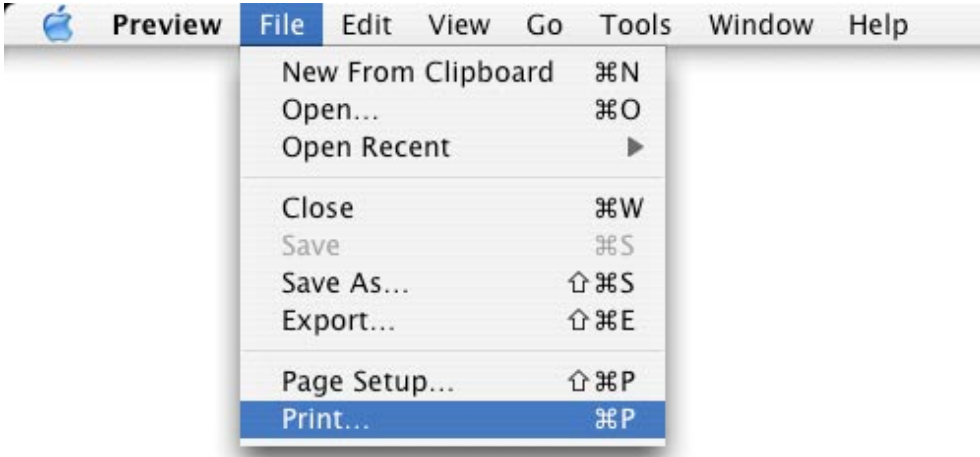 Preview File Edit View Go Tools Window Help
New From Clipboard ⌘N
Open... ⌘O
Open Recent ▶
Close ⌘W
Save ⌘S
Save As... ⇧⌘S
Export... ⇧⌘E
Page Setup... ⇧⌘P
Print... ⌘P